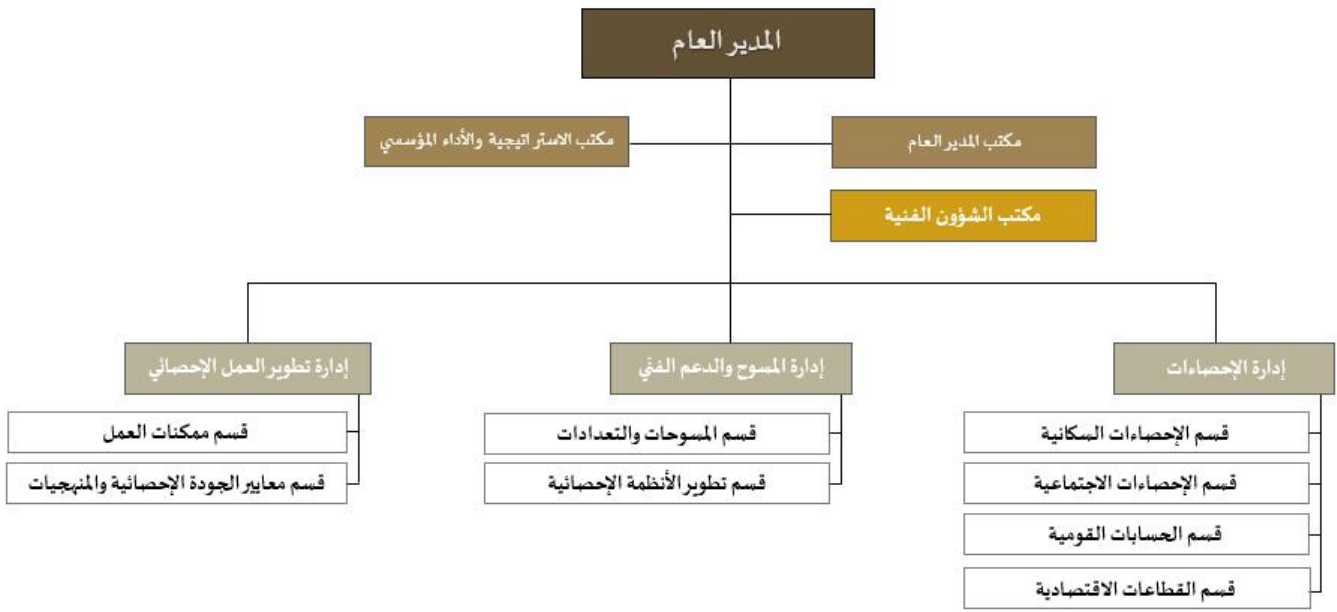 المدير العام
مكتب المدير العام
مكتب الاستراتيجية والأداء المؤسسي
مكتب الشؤون الفنية
إدارة الإحصاءات
قسم الإحصاءات السكانية
قسم الإحصاءات الاجتماعية
قسم الحسابات القومية
قسم القطاعات الاقتصادية
إدارة المسوح والدعم الفنّي
قسم المسوحات والتعدادات
قسم تطوير الأنظمة الإحصائية
إدارة تطوير العمل الإحصائي
قسم ممكنات العمل
قسم معايير الجودة الإحصائية والمنهجيات